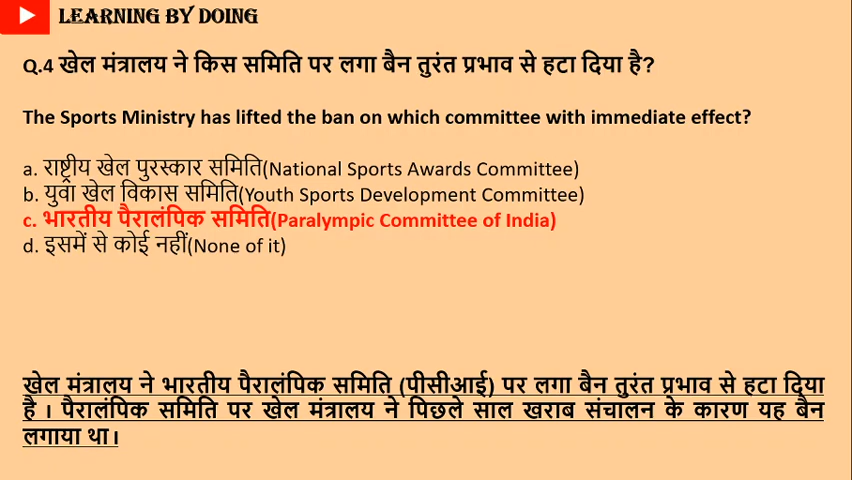 LEARNING BY DOING
Q.4 खेल मंत्रालय ने किस समिति पर लगा बैन तुरंत प्रभाव से हटा दिया है?
The Sports Ministry has lifted the ban on which committee with immediate effect?
a. राष्ट्रीय खेल पुरस्कार समिति(National Sports Awards Committee)
b. युवा खेल विकास समिति(Youth Sports Development Committee)
c. भारतीय पैरालंपिक समिति(Paralympic Committee of India)
d. इसमें से कोई नहीं(None of it)
खेल मंत्रालय ने भारतीय पैरालंपिक समिति (पीसीआई) पर लगा बैन तुरंत प्रभाव से हटा दिया
है । पैरालंपिक समिति पर खेल मंत्रालय ने पिछले साल खराब संचालन के कारण यह बैन
लगाया था।